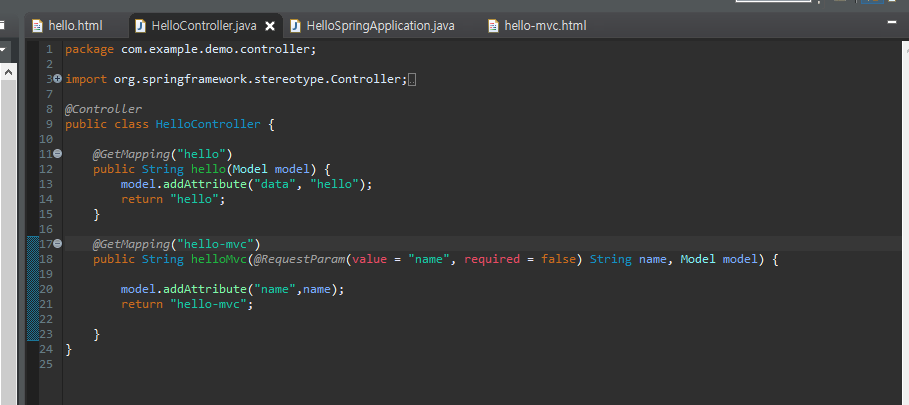 hello.html HelloController.java HelloSpringApplication.java hello-mvc.html
1 package com.example.demo.controller;
2
3 import org.springframework.stereotype.Controller;
7
8 @Controller
9 public class HelloController {
10
11 @GetMapping("hello")
12 public String hello(Model model) {
13 model.addAttribute("data", "hello");
14 return "hello";
15 }
16
17 @GetMapping("hello-mvc")
18 public String helloMvc(@RequestParam(value = "name", required = false) String name, Model model) {
19
20 model.addAttribute("name",name);
21 return "hello-mvc";
22
23 }
24 }
25